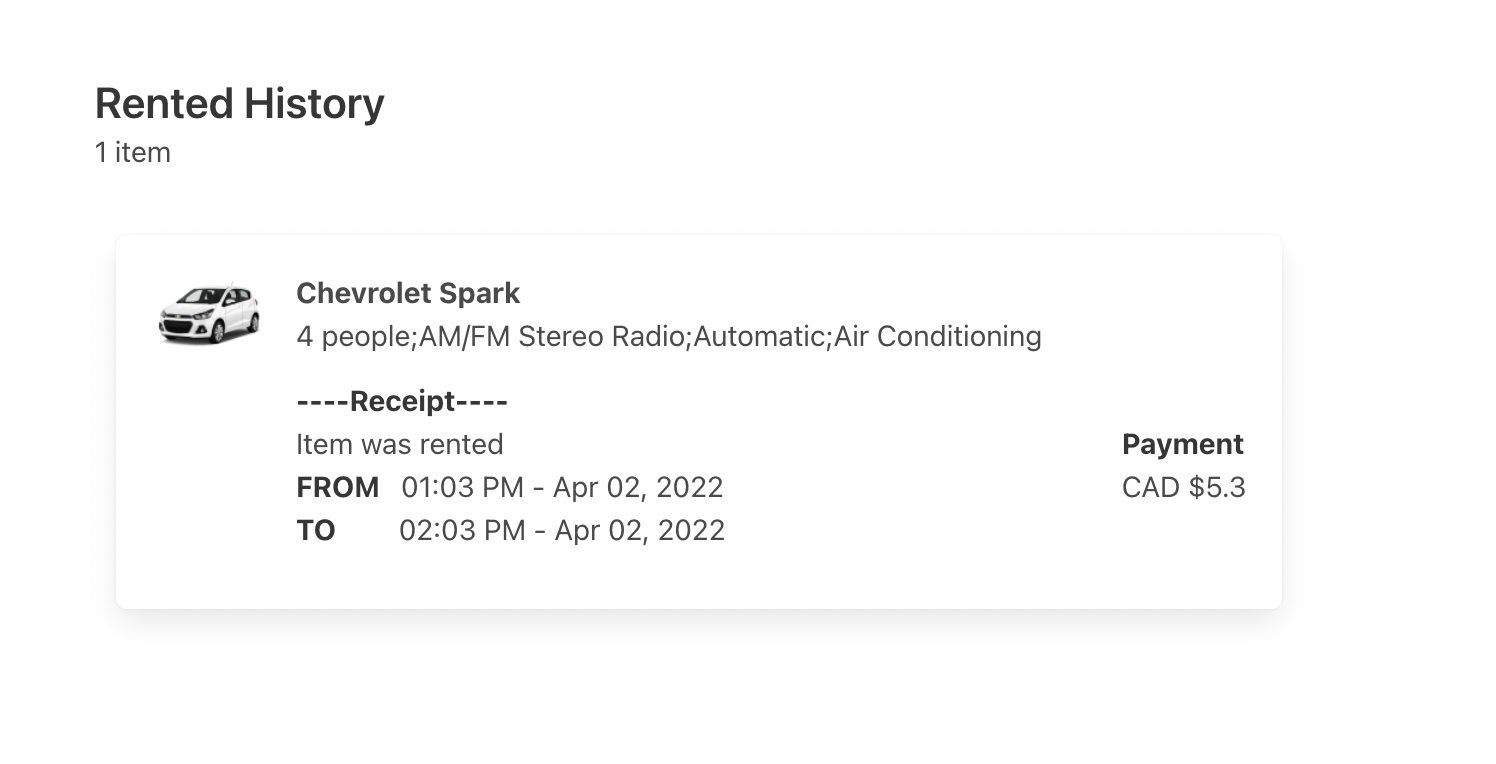 Rented History
1 item
Chevrolet Spark
4 people;AM/FM Stereo Radio;Automatic;Air Conditioning
----Receipt----
Item was rented
FROM 01:03 PM - Apr 02, 2022
TO 02:03 PM - Apr 02, 2022
Payment
CAD $5.3